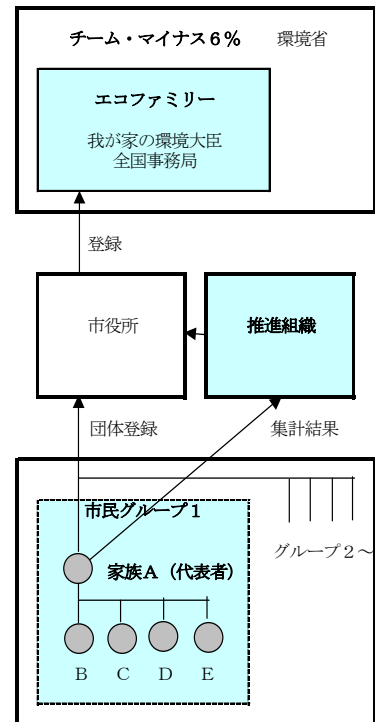 チーム・マイナス６％　環境省
エコファミリー
我が家の環境大臣
全国事務局
登録
市役所
推進組織
団体登録
集計結果
市民グループ１
グループ２～
家族Ａ（代表者）
Ｂ　Ｃ　Ｄ　Ｅ